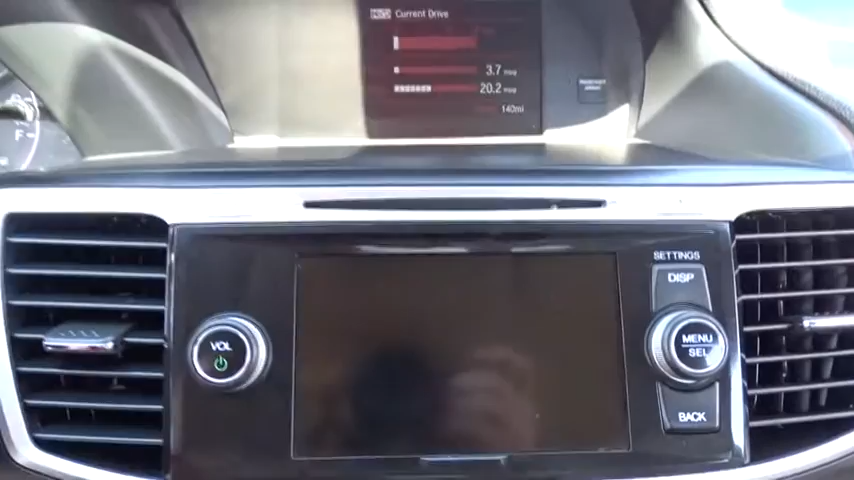 Current Drive
3.7 mpg
20.2 mpg
140mi
F
SETTINGS
DISP
VOL
MENU
SEL
BACK